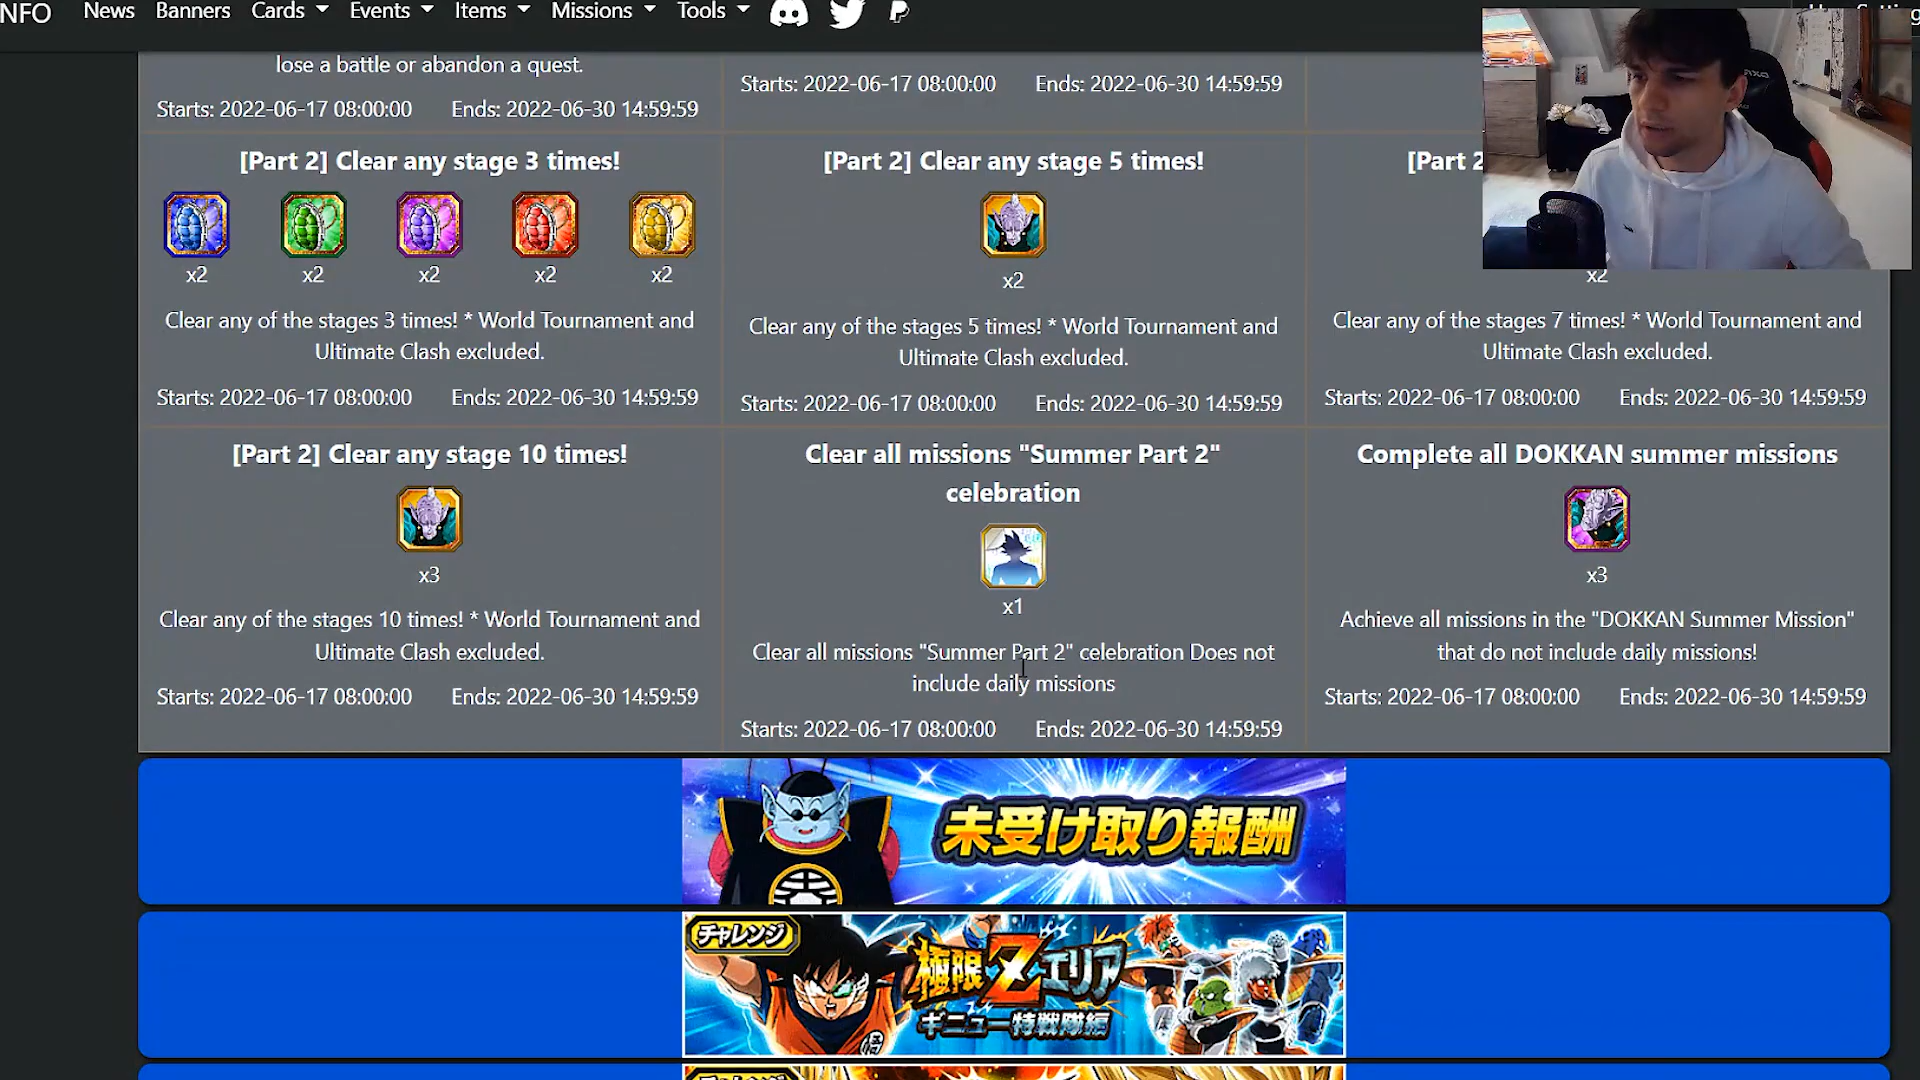 NFO News Banners Cards Events Items Missions Tools
lose a battle or abandon a quest.
Starts: 2022-06-17 08:00:00 Ends: 2022-06-30 14:59:59
Starts: 2022-06-17 08:00:00 Ends: 2022-06-30 14:59:59
[Part 2] Clear any stage 3 times!
x2 x2 x2 x2 x2
Clear any of the stages 3 times! * World Tournament and
Ultimate Clash excluded.
Starts: 2022-06-17 08:00:00 Ends: 2022-06-30 14:59:59
[Part 2] Clear any stage 5 times!
x2
Clear any of the stages 5 times! * World Tournament and
Ultimate Clash excluded.
Starts: 2022-06-17 08:00:00 Ends: 2022-06-30 14:59:59
[Part 2
x2
Clear any of the stages 7 times! * World Tournament and
Ultimate Clash excluded.
Starts: 2022-06-17 08:00:00 Ends: 2022-06-30 14:59:59
[Part 2] Clear any stage 10 times!
x3
Clear any of the stages 10 times! * World Tournament and
Ultimate Clash excluded.
Starts: 2022-06-17 08:00:00 Ends: 2022-06-30 14:59:59
Clear all missions "Summer Part 2"
celebration
x1
Clear all missions "Summer Part 2" celebration Does not
include daily missions
Starts: 2022-06-17 08:00:00 Ends: 2022-06-30 14:59:59
Complete all DOKKAN summer missions
x3
Achieve all missions in the "DOKKAN Summer Mission"
that do not include daily missions!
Starts: 2022-06-17 08:00:00 Ends: 2022-06-30 14:59:59
未受け取り報酬
チャレンジ
極限Zエリア
ギニュー特戦隊編